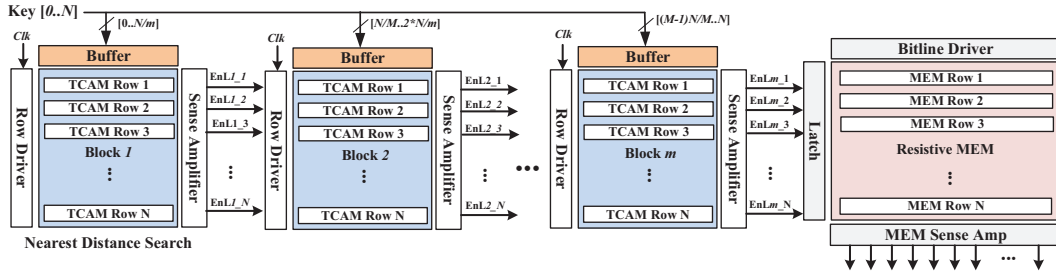 Key [0..N]
[0..N/m]
[N/M..2*N/m]
[(M-1)N/M..N]
Clk
Buffer
Row Driver
TCAM Row 1
TCAM Row 2
TCAM Row 3
Block 1
⋮
TCAM Row N
Sense Amplifier
EnL1_1
EnL1_2
EnL1_3
⋮
EnL1_N
Nearest Distance Search
Clk
Buffer
Row Driver
TCAM Row 1
TCAM Row 2
TCAM Row 3
Block 2
⋮
TCAM Row N
Sense Amplifier
EnL2_1
EnL2_2
EnL2_3
⋮
EnL2_N
...
Clk
Buffer
Row Driver
TCAM Row 1
TCAM Row 2
TCAM Row 3
Block m
⋮
TCAM Row N
Sense Amplifier
EnLm_1
EnLm_2
EnLm_3
⋮
EnLm_N
Latch
Bitline Driver
MEM Row 1
MEM Row 2
MEM Row 3
Resistive MEM
⋮
MEM Row N
MEM Sense Amp
...